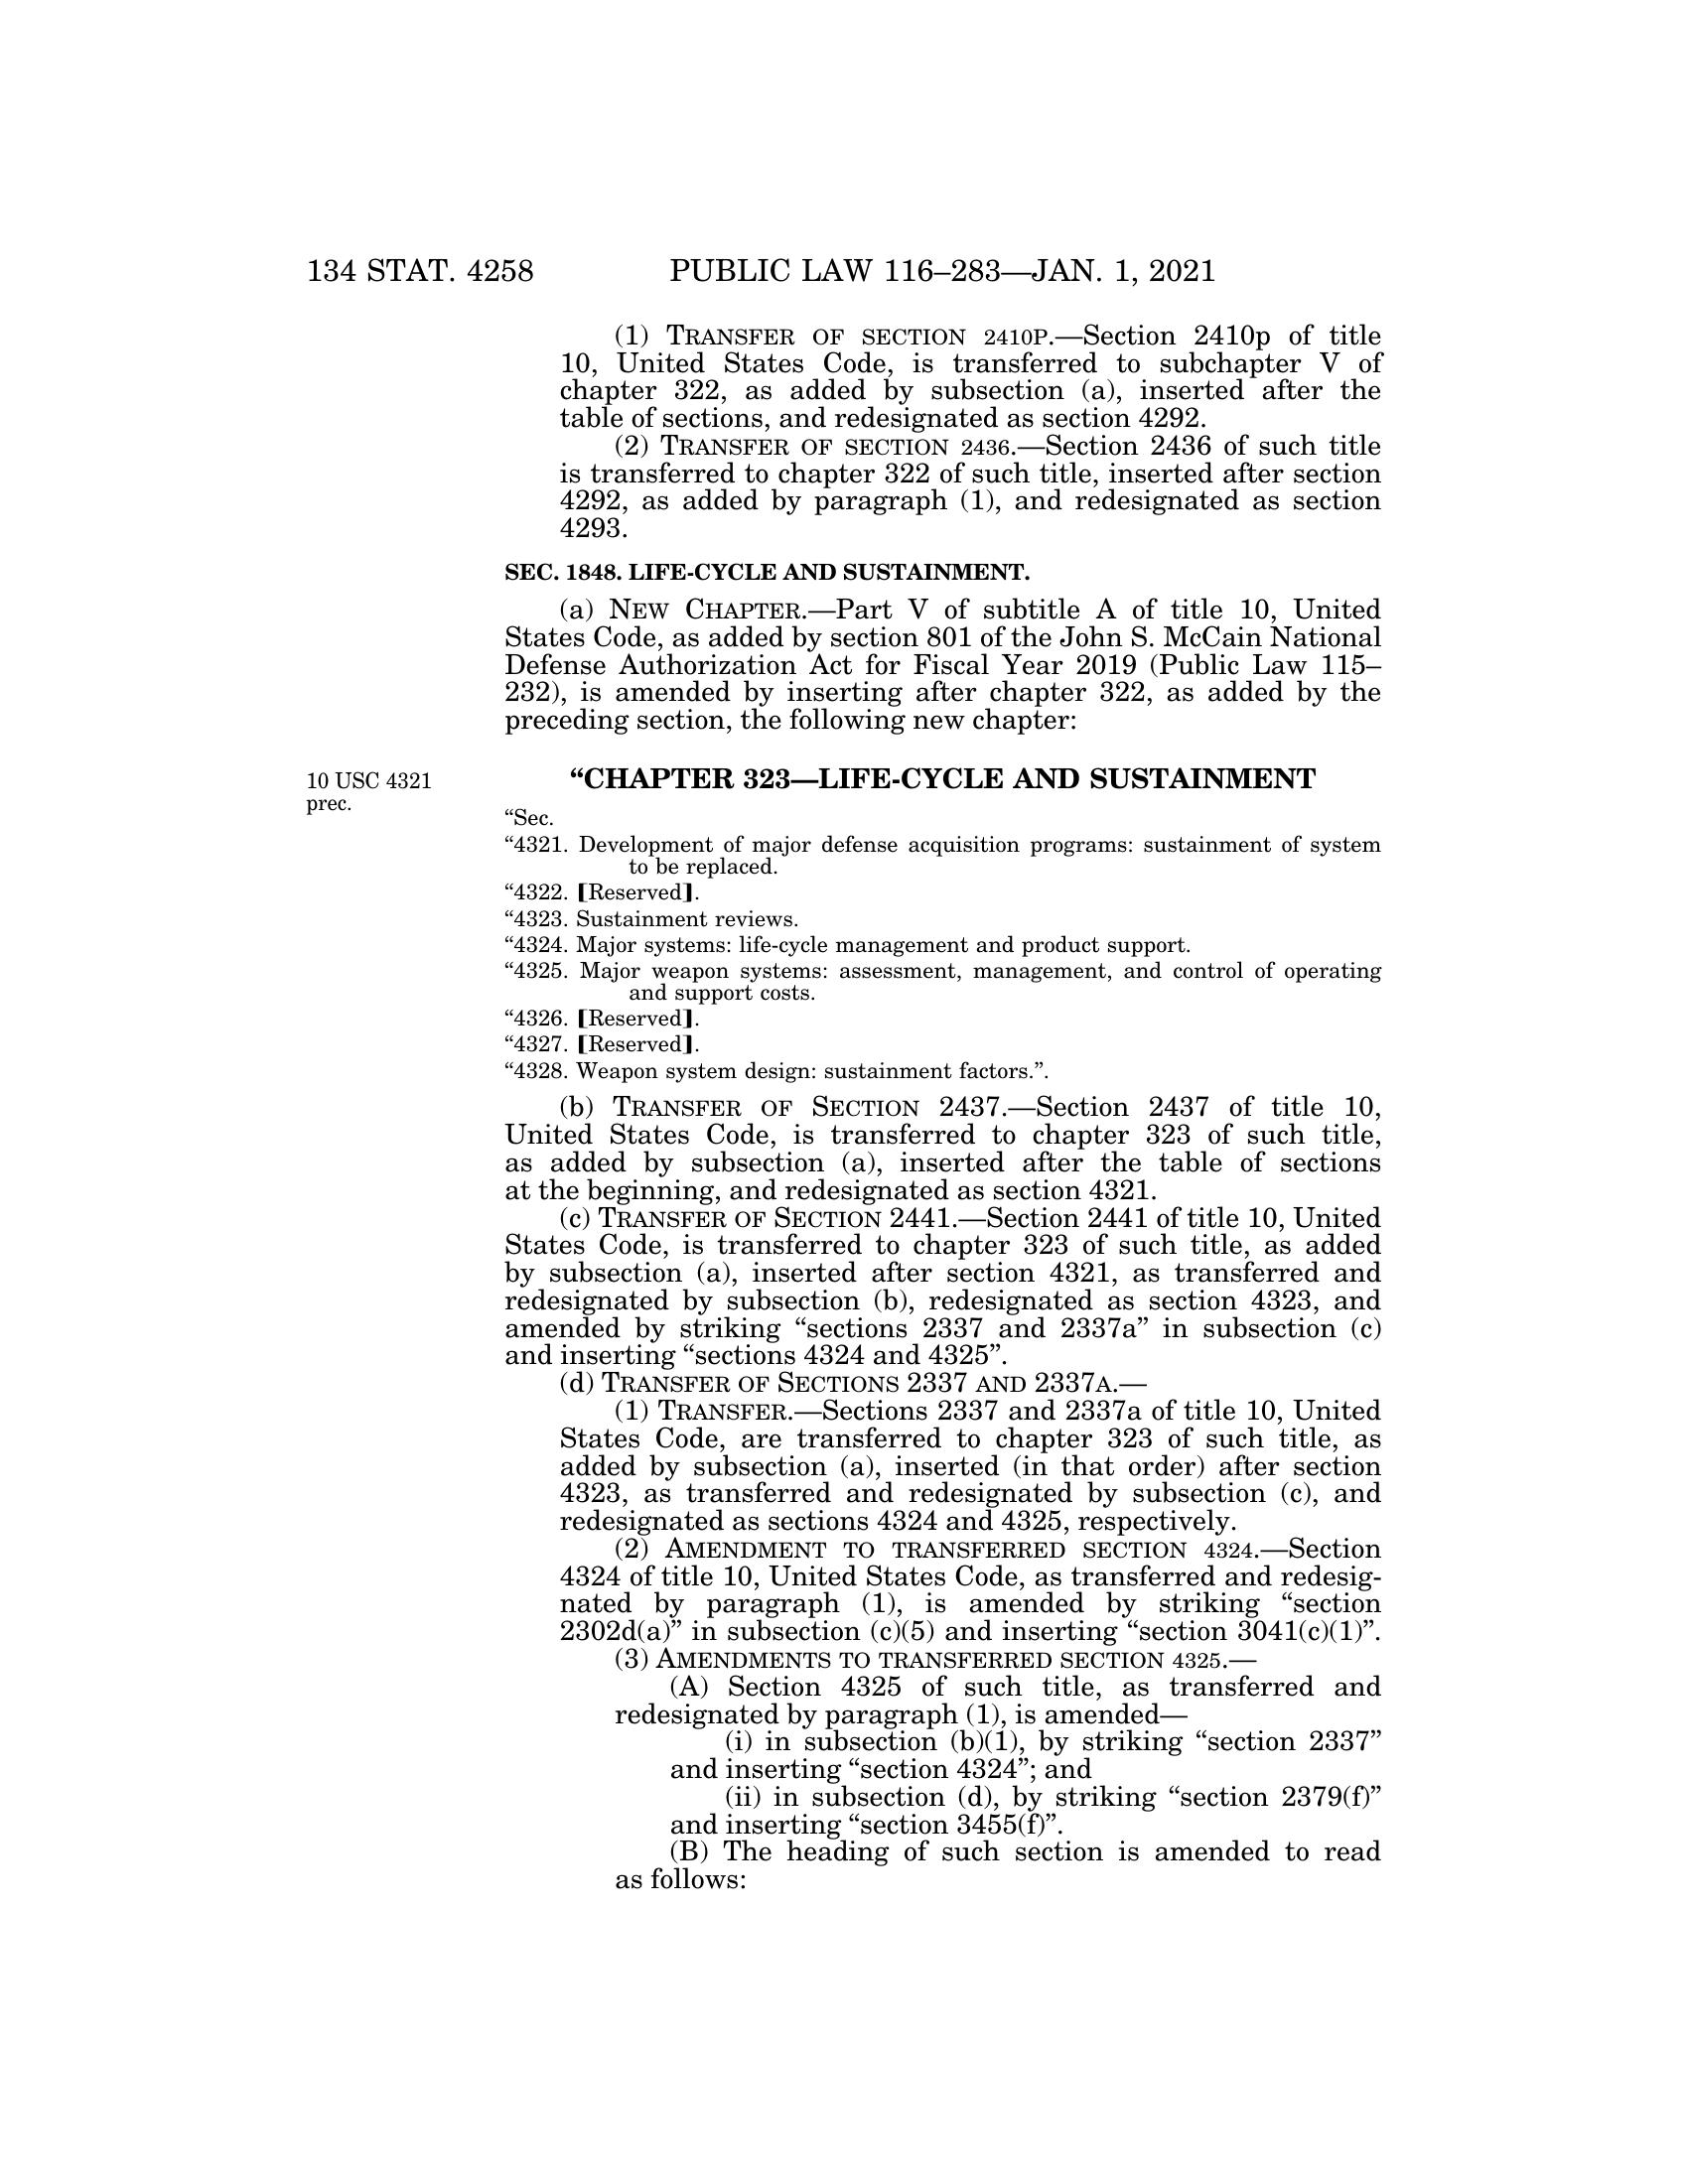 134 STAT. 4258
PUBLIC LAW 116–283—JAN. 1, 2021
(1) TRANSFER OF SECTION 2410P.—Section 2410p of title
10, United States Code, is transferred to subchapter V of
chapter 322, as added by subsection (a), inserted after the
table of sections, and redesignated as section 4292.
(2) TRANSFER OF SECTION 2436.—Section 2436 of such title
is transferred to chapter 322 of such title, inserted after section
4292, as added by paragraph (1), and redesignated as section
4293.
SEC. 1848. LIFE-CYCLE AND SUSTAINMENT.
(a) NEW CHAPTER.—Part V of subtitle A of title 10, United
States Code, as added by section 801 of the John S. McCain National
Defense Authorization Act for Fiscal Year 2019 (Public Law 115–
232), is amended by inserting after chapter 322, as added by the
preceding section, the following new chapter:
10 USC 4321
prec.
“CHAPTER 323—LIFE-CYCLE AND SUSTAINMENT
“Sec.
“4321. Development of major defense acquisition programs: sustainment of system
to be replaced.
“4322. [Reserved].
“4323. Sustainment reviews.
“4324. Major systems: life-cycle management and product support.
“4325. Major weapon systems: assessment, management, and control of operating
and support costs.
“4326. [Reserved].
“4327. [Reserved].
“4328. Weapon system design: sustainment factors.”.
(b) TRANSFER OF SECTION 2437.—Section 2437 of title 10,
United States Code, is transferred to chapter 323 of such title,
as added by subsection (a), inserted after the table of sections
at the beginning, and redesignated as section 4321.
(c) TRANSFER OF SECTION 2441.—Section 2441 of title 10, United
States Code, is transferred to chapter 323 of such title, as added
by subsection (a), inserted after section 4321, as transferred and
redesignated by subsection (b), redesignated as section 4323, and
amended by striking “sections 2337 and 2337a” in subsection (c)
and inserting “sections 4324 and 4325”.
(d) TRANSFER OF SECTIONS 2337 AND 2337A.—
(1) TRANSFER.—Sections 2337 and 2337a of title 10, United
States Code, are transferred to chapter 323 of such title, as
added by subsection (a), inserted (in that order) after section
4323, as transferred and redesignated by subsection (c), and
redesignated as sections 4324 and 4325, respectively.
(2) AMENDMENT TO TRANSFERRED SECTION 4324.—Section
4324 of title 10, United States Code, as transferred and redesig-
nated by paragraph (1), is amended by striking “section
2302d(a)” in subsection (c)(5) and inserting “section 3041(c)(1)”.
(3) AMENDMENTS TO TRANSFERRED SECTION 4325.—
(A) Section 4325 of such title, as transferred and
redesignated by paragraph (1), is amended—
(i) in subsection (b)(1), by striking “section 2337”
and inserting “section 4324”; and
(ii) in subsection (d), by striking “section 2379(f)”
and inserting “section 3455(f)”.
(B) The heading of such section is amended to read
as follows: